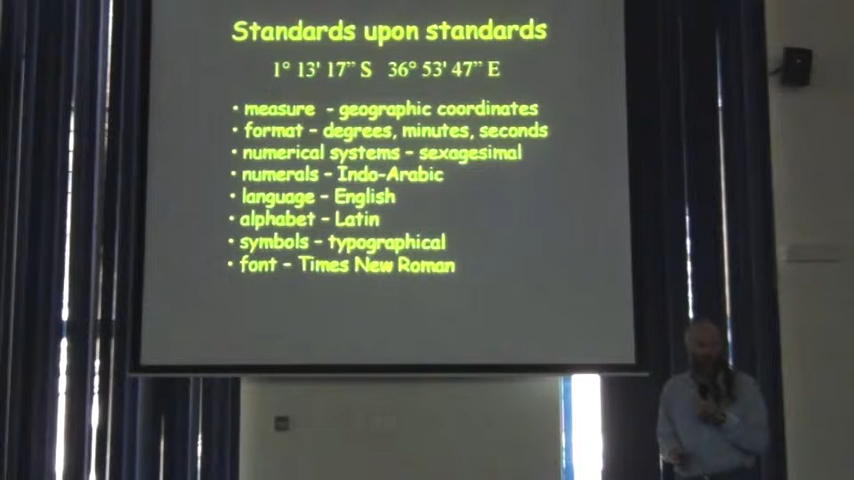 Standards upon standards
1° 13' 17” S 36° 53' 47” E
• measure - geographic coordinates
• format – degrees, minutes, seconds
• numerical systems – sexagesimal
• numerals – Indo-Arabic
• language – English
• alphabet – Latin
• symbols – typographical
• font – Times New Roman